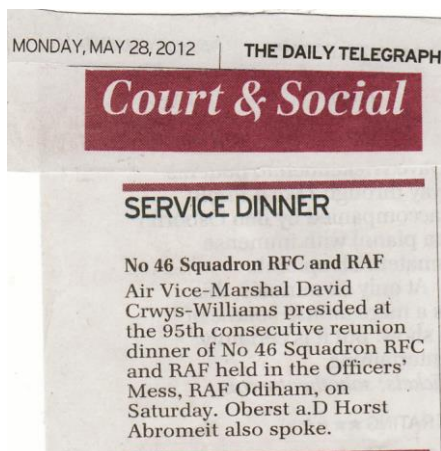 MONDAY, MAY 28, 2012 | THE DAILY TELEGRAPH
Court & Social
SERVICE DINNER
No 46 Squadron RFC and RAF
Air Vice-Marshal David
Crwys-Williams presided at
the 95th consecutive reunion
dinner of No 46 Squadron RFC
and RAF held in the Officers'
Mess, RAF Odiham, on
Saturday. Oberst a.D Horst
Abromeit also spoke.